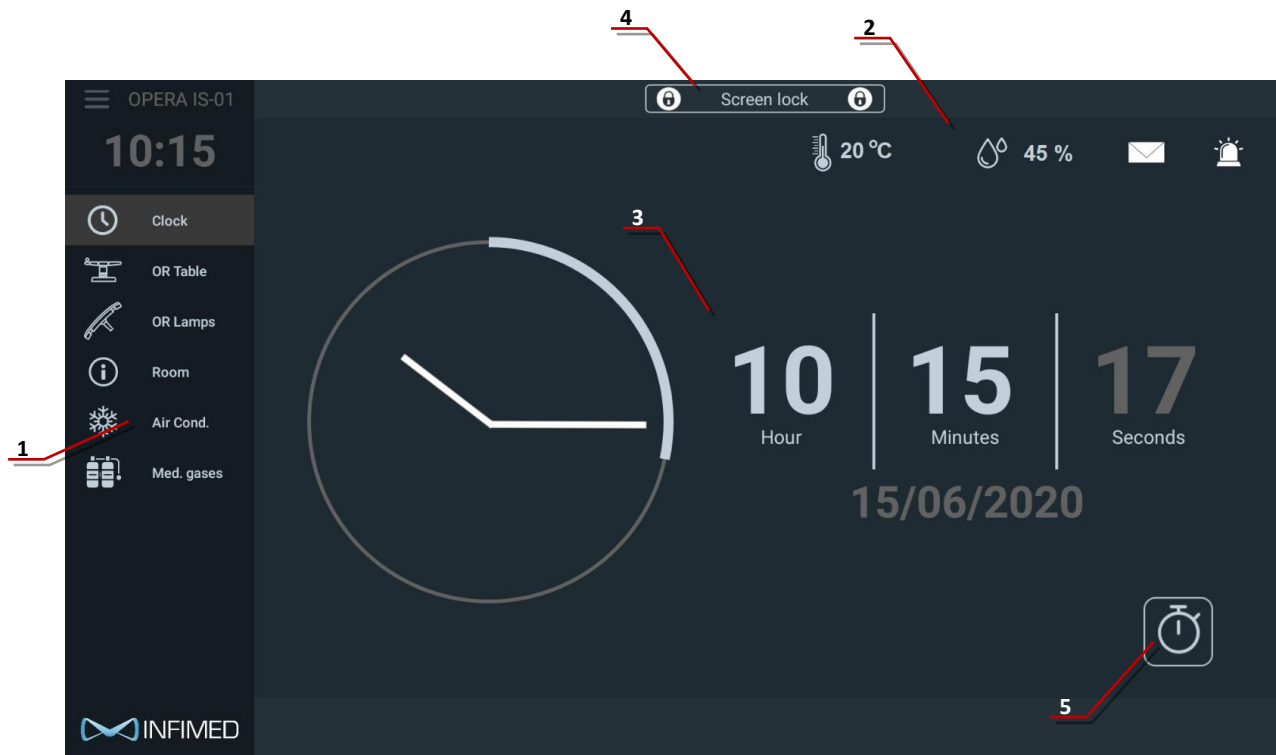 4
2
OPERA IS-01
Screen lock
10:15
20 °C
45 %
Clock
3
OR Table
OR Lamps
10 15 17
Room
Hour Minutes Seconds
Air Cond.
1
Med. gases
15/06/2020
5
INFIMED